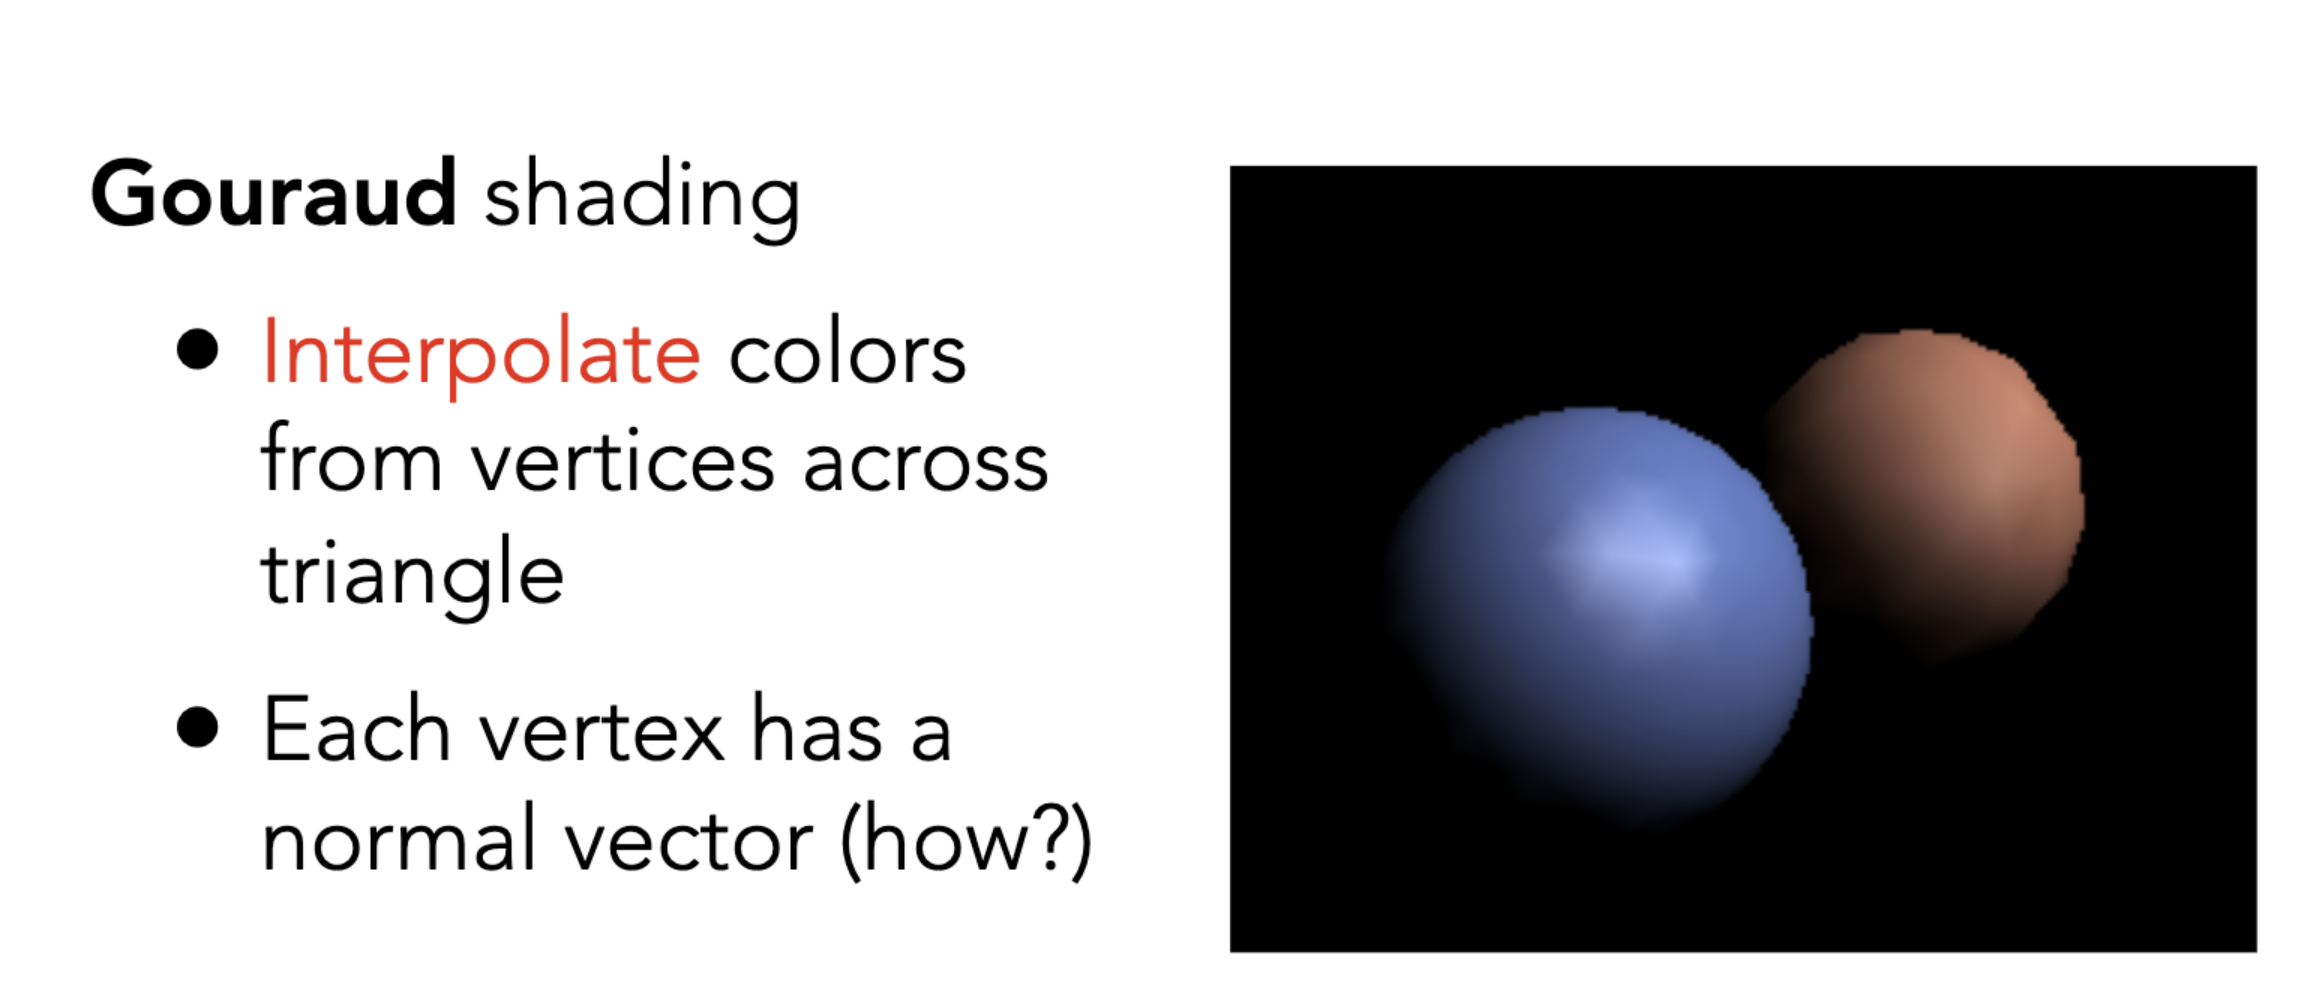 Gouraud shading
● Interpolate colors
from vertices across
triangle
● Each vertex has a
normal vector (how?)